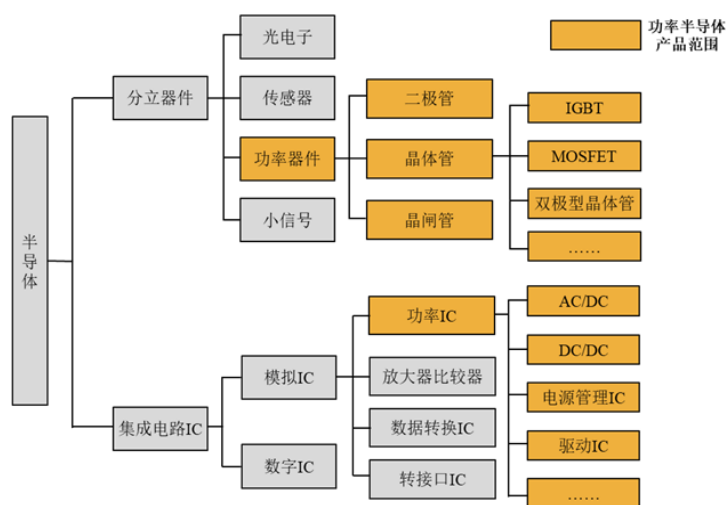 功率半导体
产品范围
光电子
分立器件
传感器
二极管
IGBT
功率器件
晶体管
MOSFET
双极型晶体管
小信号
晶闸管
……
半导体
功率IC
AC/DC
模拟IC
放大器比较器
DC/DC
电源管理IC
集成电路IC
数据转换IC
驱动IC
数字IC
转接口IC
……